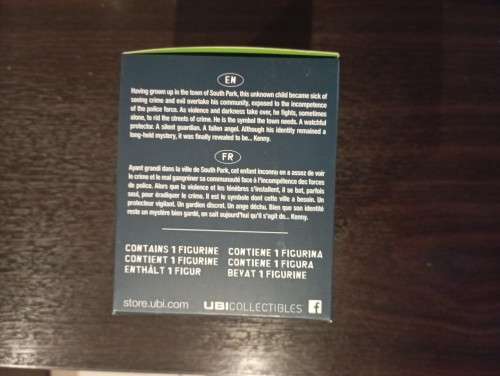 EN
Having grown up in the town of South Park, this unknown child became sick of
seeing crime and evil overtake his community, exposed to the incompetence
of the police force. As violence and darkness take over, he fights, sometimes
alone, to rid the streets of crime. He is the symbol the town needs. A watchful
protector. A silent guardian. A fallen angel. Although his identity remained a
long-held mystery, it was finally revealed to be... Kenny.
FR
Ayant grandi dans la ville de South Park, cet enfant inconnu en a assez de voir
le crime et le mal gangréner sa communauté face à l'incompétence des forces
de police. Alors que la violence et les ténèbres s'installent, il se bat, parfois
seul, pour éradiquer le crime. Il est le symbole dont cette ville a besoin. Un
protecteur vigilant. Un gardien discret. Un ange déchu. Bien que son identité
reste un mystère bien gardé, on sait aujourd'hu qu'il s'agit de... Kenny.
CONTAINS 1 FIGURINE CONTIENE 1 FIGURINA
CONTIENT 1 FIGURINE CONTIENE 1 FIGURA
ENTHÄLT 1 FIGUR BEVAT 1 FIGURINE
store.ubi.com UBICOLLECTIBLES f